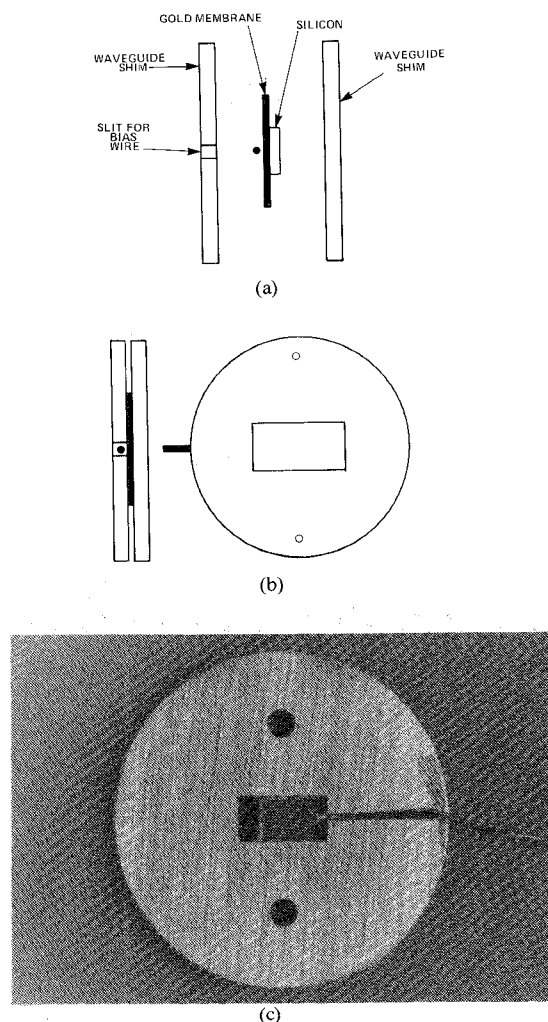 GOLD MEMBRANE
SILICON
WAVEGUIDE
SHIM
WAVEGUIDE
SHIM
SLIT FOR
BIAS
WIRE
(a)
(b)
(c)